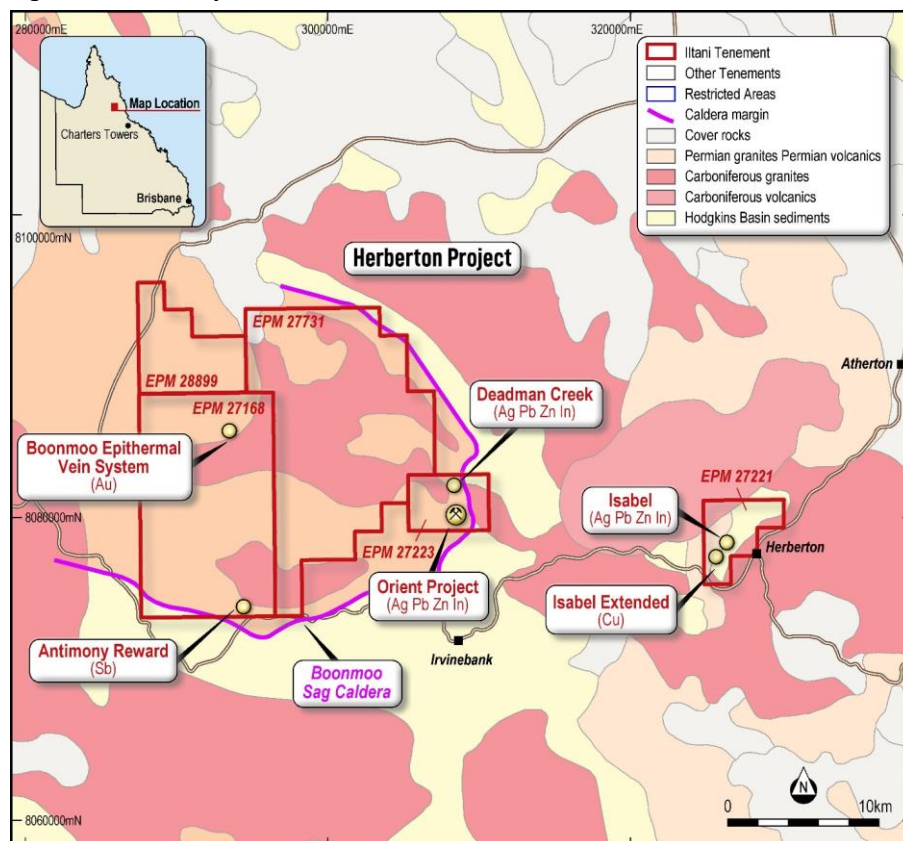 280000mE
300000mE
320000mE
Map Location
Charters Towers
Brisbane
Iltani Tenement
Other Tenements
Restricted Areas
Caldera margin
Cover rocks
Permian granites Permian volcanics
Carboniferous granites
Carboniferous volcanics
Hodgkins Basin sediments
8100000mN
Herberton Project
EPM 27731
Atherton
EPM 28899
EPM 27168
Deadman Creek
(Ag Pb Zn In)
Boonmoo Epithermal
Vein System
(Au)
EPM 27221
Isabel
(Ag Pb Zn In)
8080000mN
EPM 27223
Herberton
Orient Project
(Ag Pb Zn In)
Isabel Extended
(Cu)
Antimony Reward
(Sb)
Irvinebank
Boonmoo
Sag Caldera
N
0
10km
8060000mN